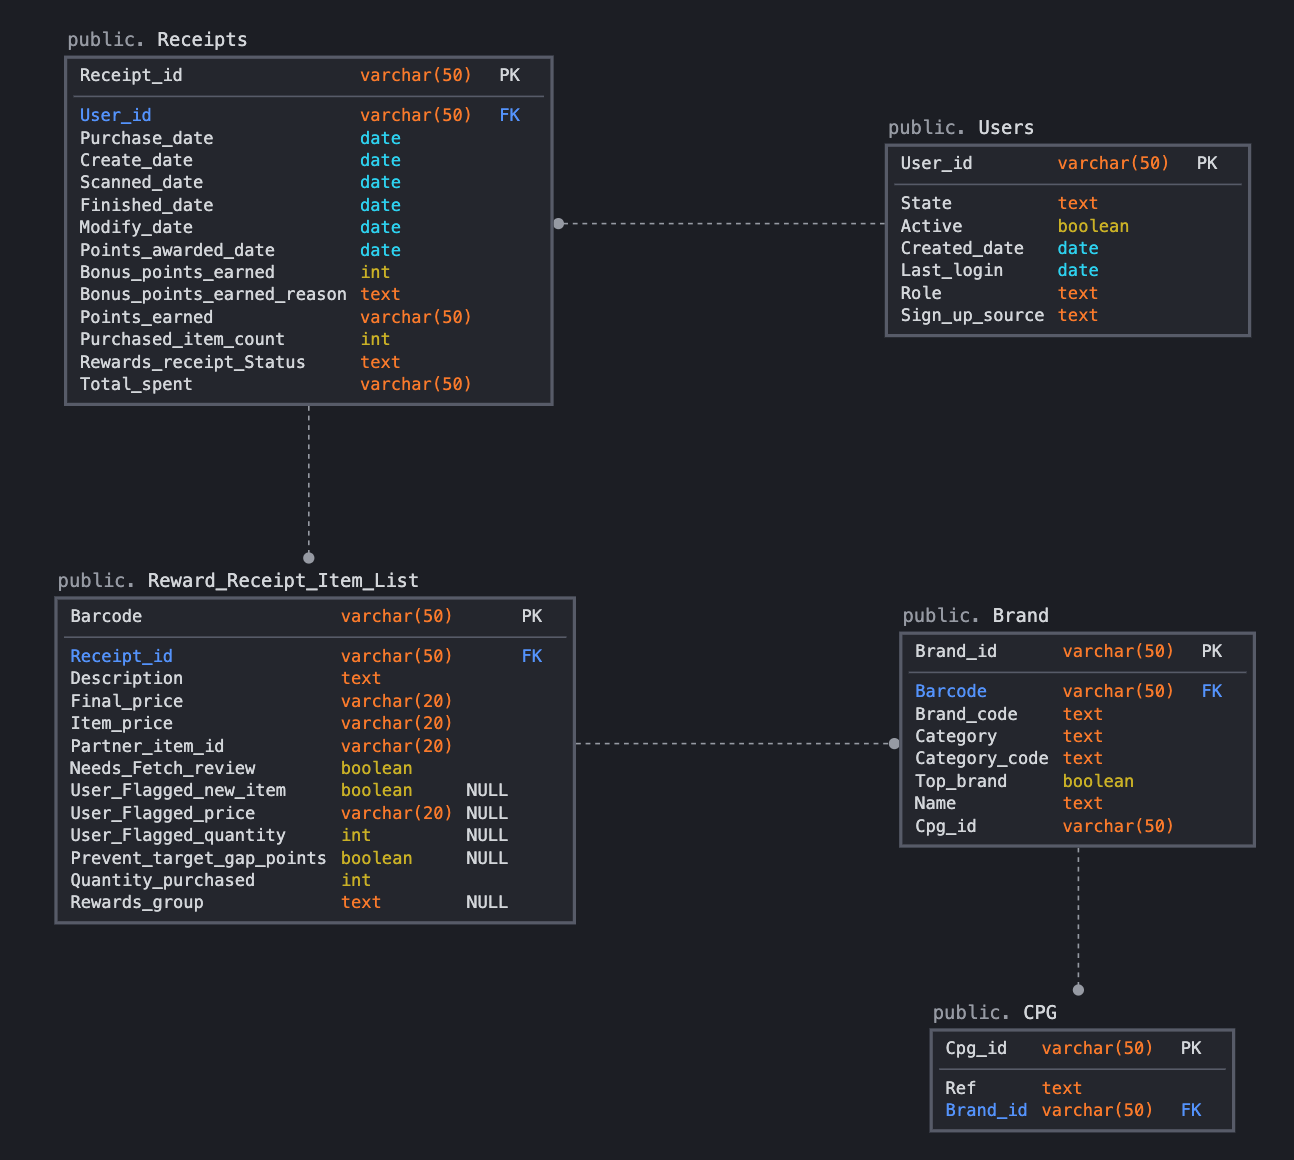 public. Receipts
Receipt_id varchar(50) PK
User_id varchar(50) FK
Purchase_date date
Create_date date
Scanned_date date
Finished_date date
Modify_date date
Points_awarded_date date
Bonus_points_earned int
Bonus_points_earned_reason text
Points_earned varchar(50)
Purchased_item_count int
Rewards_receipt_Status text
Total_spent varchar(50)
public. Users
User_id varchar(50) PK
State text
Active boolean
Created_date date
Last_login date
Role text
Sign_up_source text
public. Reward_Receipt_Item_List
Barcode varchar(50) PK
Receipt_id varchar(50) FK
Description text
Final_price varchar(20)
Item_price varchar(20)
Partner_item_id varchar(20)
Needs_Fetch_review boolean
User_Flagged_new_item boolean NULL
User_Flagged_price varchar(20) NULL
User_Flagged_quantity int NULL
Prevent_target_gap_points boolean NULL
Quantity_purchased int
Rewards_group text NULL
public. Brand
Brand_id varchar(50) PK
Barcode varchar(50) FK
Brand_code text
Category text
Category_code text
Top_brand boolean
Name text
Cpg_id varchar(50)
public. CPG
Cpg_id varchar(50) PK
Ref text
Brand_id varchar(50) FK